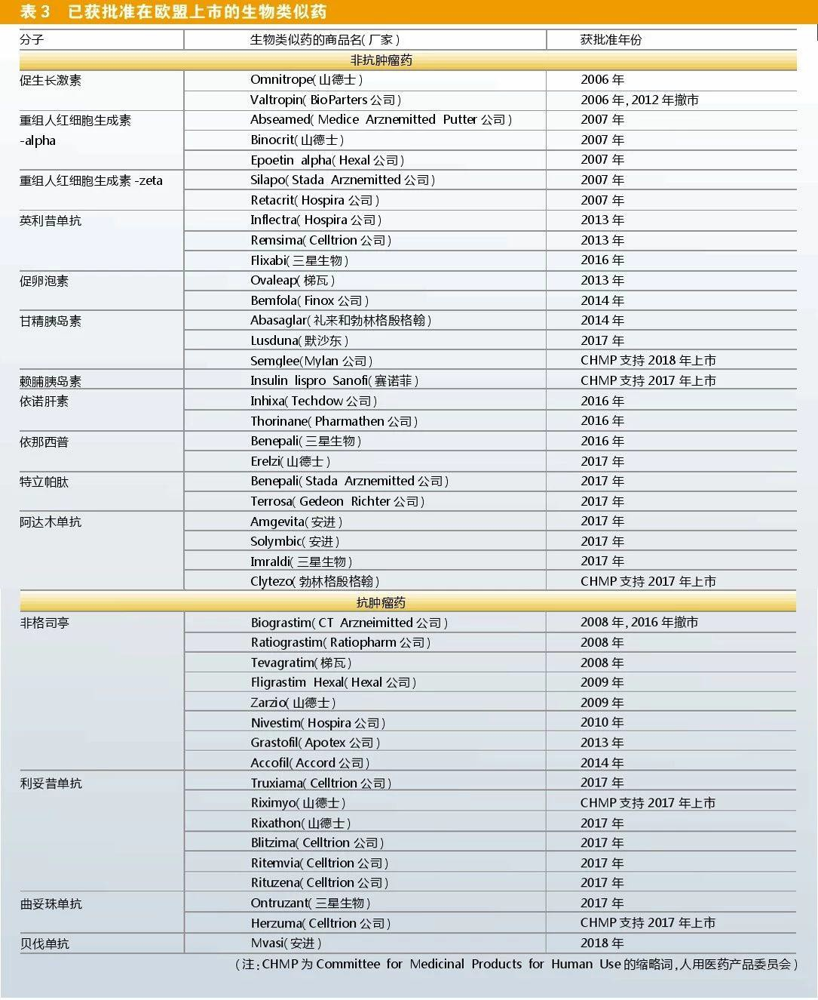 表 3 已获批准在欧盟上市的生物类似药
分子 生物类似药的商品名(厂家) 获批准年份
非抗肿瘤药
促生长激素 Omnitrope(山德士) 2006 年
Valtropin(BioParters 公司) 2006 年, 2012 年撤市
重组人红细胞生成素 Abseamed(Medice Arznemitted Putter 公司) 2007 年
-alpha Binocrit(山德士) 2007 年
Epoetin alpha(Hexal 公司) 2007 年
重组人红细胞生成素 -zeta Silapo(Stada Arznemitted 公司) 2007 年
Retacrit(Hospira 公司) 2007 年
英利昔单抗 Inflectra(Hospira 公司) 2013 年
Remsima(Celltrion 公司) 2013 年
Flixabi(三星生物) 2016 年
促卵泡素 Ovaleap(梯瓦) 2013 年
Bemfola(Finox 公司) 2014 年
甘精胰岛素 Abasaglar(礼来和勃林格殷格翰) 2014 年
Lusduna(默沙东) 2017 年
Semglee(Mylan 公司) CHMP 支持 2018 年上市
赖脯胰岛素 Insulin lispro Sanofi(赛诺菲) CHMP 支持 2017 年上市
依诺肝素 Inhixa(Techdow 公司) 2016 年
Thorinane(Pharmathen 公司) 2016 年
依那西普 Benepali(三星生物) 2016 年
Erelzi(山德士) 2017 年
特立帕肽 Benepali(Stada Arznemitted 公司) 2017 年
Terrosa(Gedeon Richter 公司) 2017 年
阿达木单抗 Amgevita(安进) 2017 年
Solymbic(安进) 2017 年
Imraldi(三星生物) 2017 年
Clytezo(勃林格殷格翰) CHMP 支持 2017 年上市
抗肿瘤药
非格司亭 Biograstim(CT Arzneimitted 公司) 2008 年, 2016 年撤市
Ratiograstim(Ratiopharm 公司) 2008 年
Tevagratim(梯瓦) 2008 年
Fligrastim Hexal(Hexal 公司) 2009 年
Zarzio(山德士) 2009 年
Nivestim(Hospira 公司) 2010 年
Grastofil(Apotex 公司) 2013 年
Accofil(Accord 公司) 2014 年
利妥昔单抗 Truxiama(Celltrion 公司) 2017 年
Riximyo(山德士) CHMP 支持 2017 年上市
Rixathon(山德士) 2017 年
Blitzima(Celltrion 公司) 2017 年
Ritemvia(Celltrion 公司) 2017 年
Rituzena(Celltrion 公司) 2017 年
曲妥珠单抗 Ontruzant(三星生物) 2017 年
Herzuma(Celltrion 公司) CHMP 支持 2017 年上市
贝伐单抗 Mvasi(安进) 2018 年
(注:CHMP 为 Committee for Medicinal Products for Human Use 的缩略词,人用医药产品委员会)